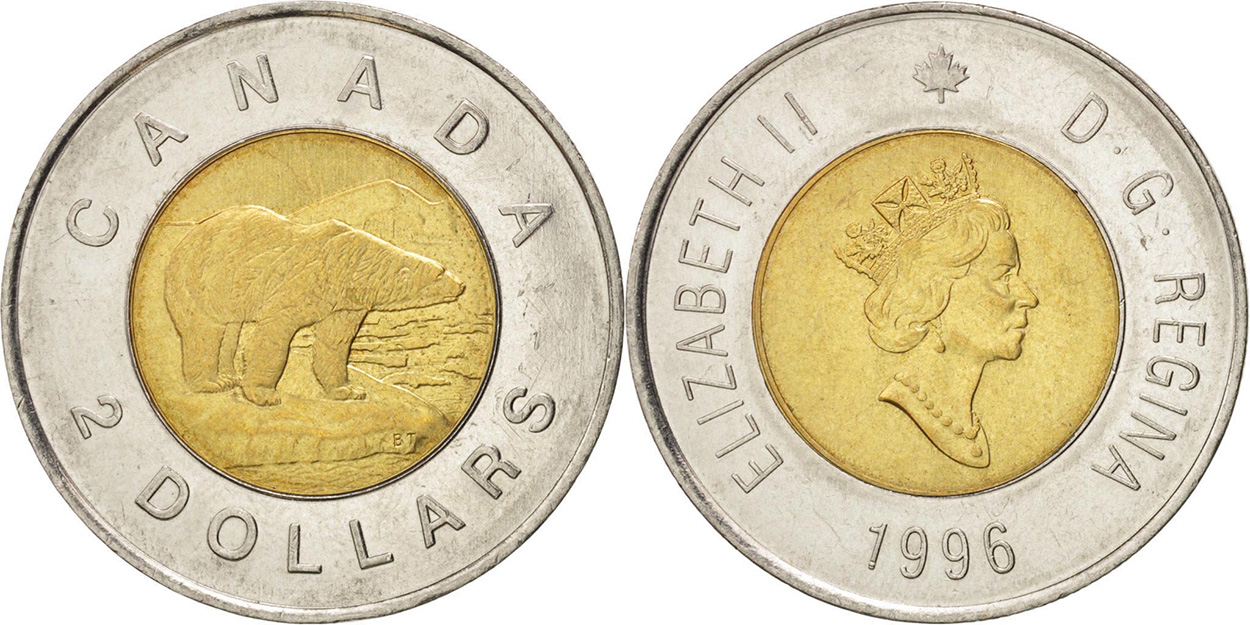 CANADA
2 DOLLARS
BT
ELIZABETH II D·G·REGINA
1996